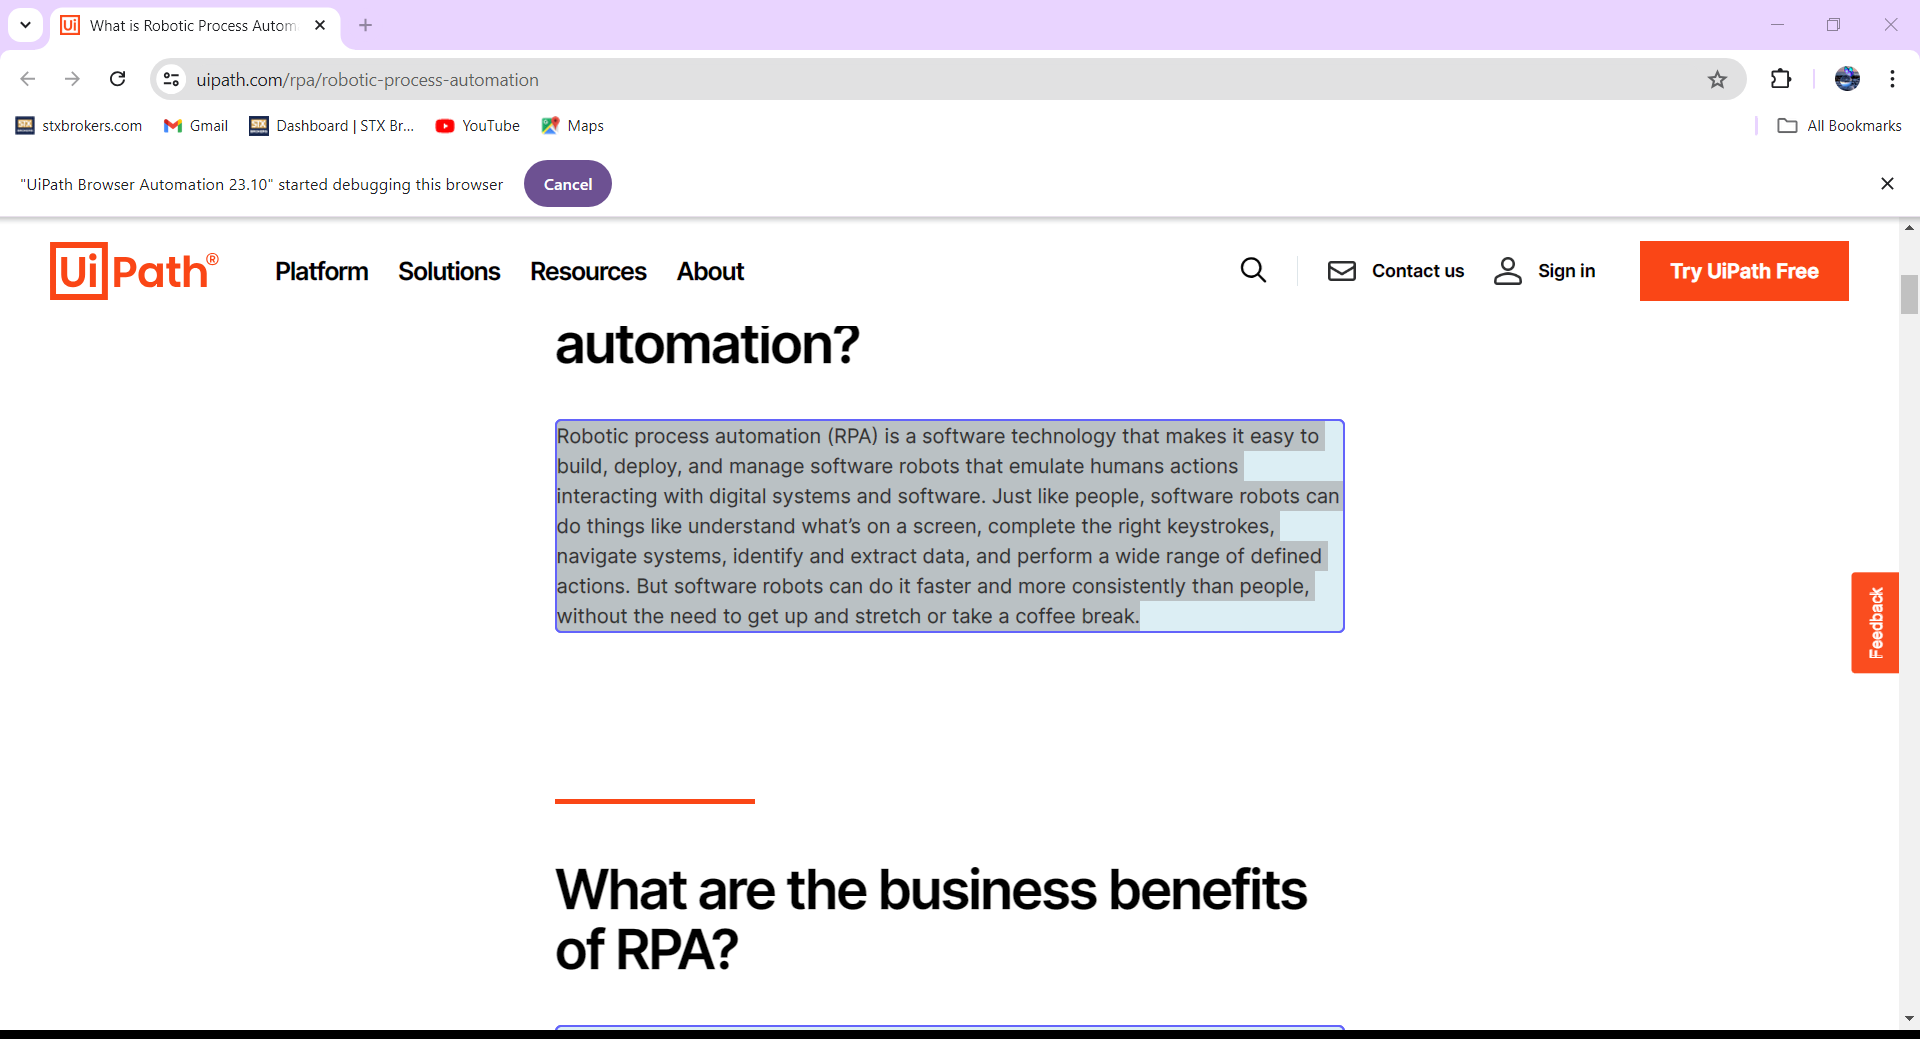 What is Robotic Process Autom
uipath.com/rpa/robotic-process-automation
stxbrokers.com Gmail Dashboard | STX Br... YouTube Maps All Bookmarks
"UiPath Browser Automation 23.10" started debugging this browser Cancel
UiPath® Platform Solutions Resources About Contact us Sign in Try UiPath Free
automation?
Robotic process automation (RPA) is a software technology that makes it easy to
build, deploy, and manage software robots that emulate humans actions
interacting with digital systems and software. Just like people, software robots can
do things like understand what’s on a screen, complete the right keystrokes,
navigate systems, identify and extract data, and perform a wide range of defined
actions. But software robots can do it faster and more consistently than people,
without the need to get up and stretch or take a coffee break.
Feedback
What are the business benefits
of RPA?